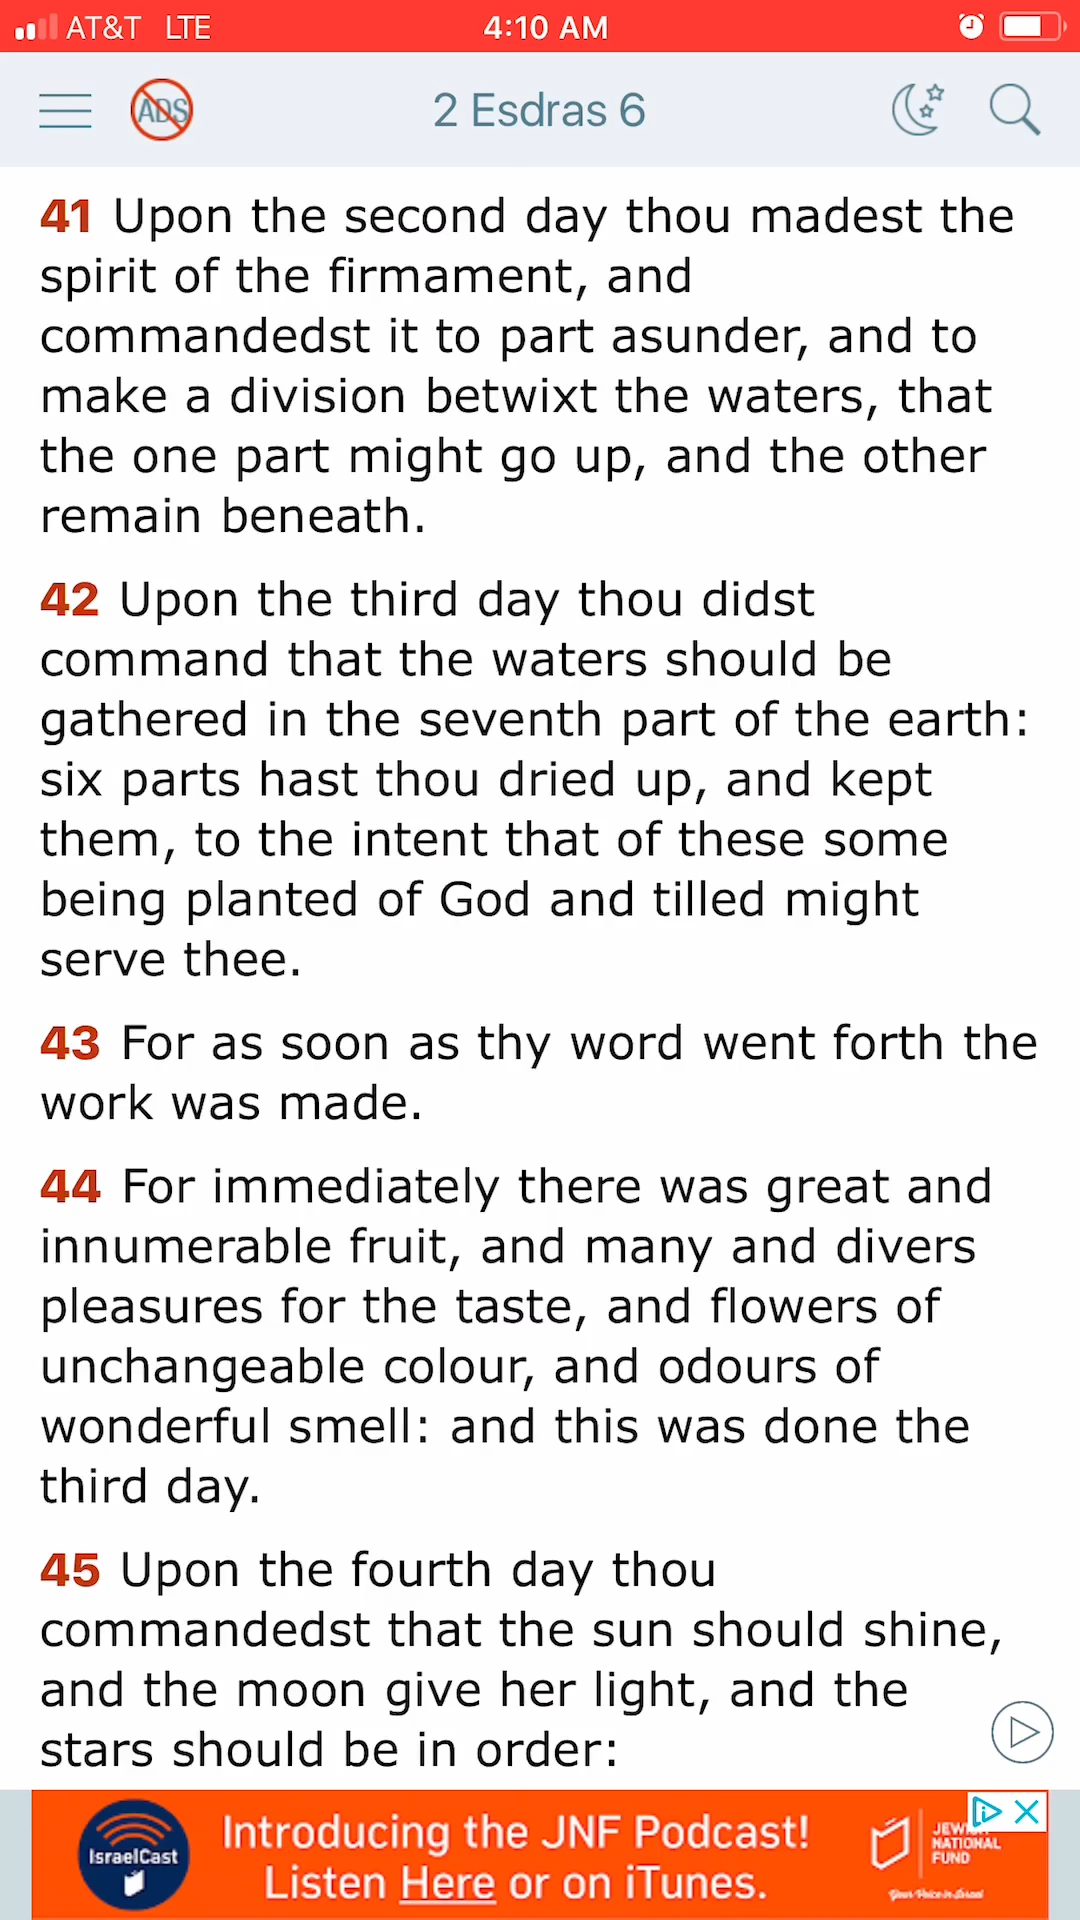 AT&T LTE 4:10 AM
ADS 2 Esdras 6
41 Upon the second day thou madest the
spirit of the firmament, and
commandedst it to part asunder, and to
make a division betwixt the waters, that
the one part might go up, and the other
remain beneath.
42 Upon the third day thou didst
command that the waters should be
gathered in the seventh part of the earth:
six parts hast thou dried up, and kept
them, to the intent that of these some
being planted of God and tilled might
serve thee.
43 For as soon as thy word went forth the
work was made.
44 For immediately there was great and
innumerable fruit, and many and divers
pleasures for the taste, and flowers of
unchangeable colour, and odours of
wonderful smell: and this was done the
third day.
45 Upon the fourth day thou
commandedst that the sun should shine,
and the moon give her light, and the
stars should be in order:
IsraelCast
Introducing the JNF Podcast!
Listen Here or on iTunes.
NATIONAL
FUND
Your Voice in Israel